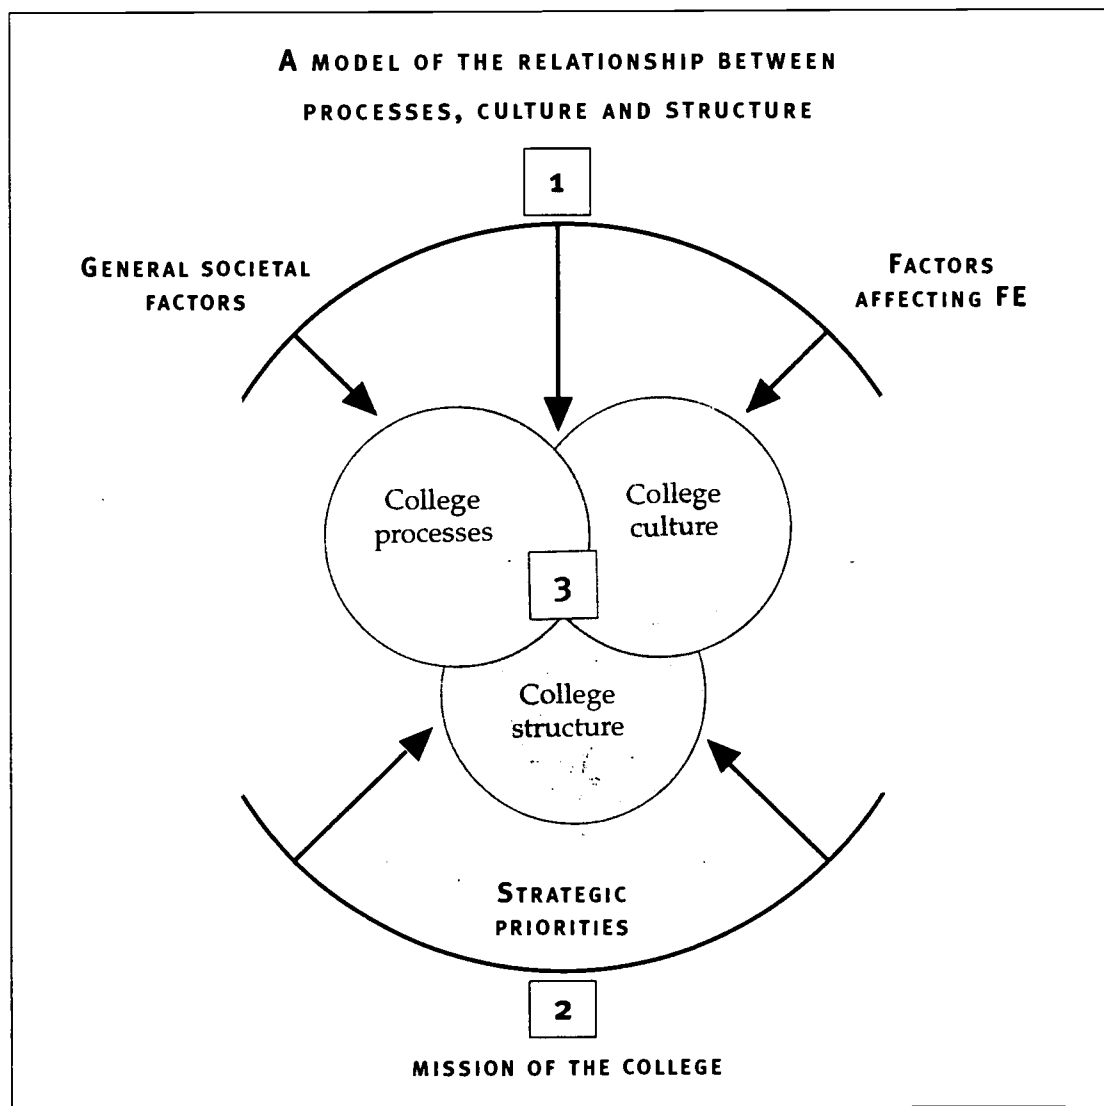 A MODEL OF THE RELATIONSHIP BETWEEN
PROCESSES, CULTURE AND STRUCTURE
1
GENERAL SOCIETAL
FACTORS
FACTORS
AFFECTING FE
College
processes
College
culture
3
College
structure
STRATEGIC
PRIORITIES
2
MISSION OF THE COLLEGE